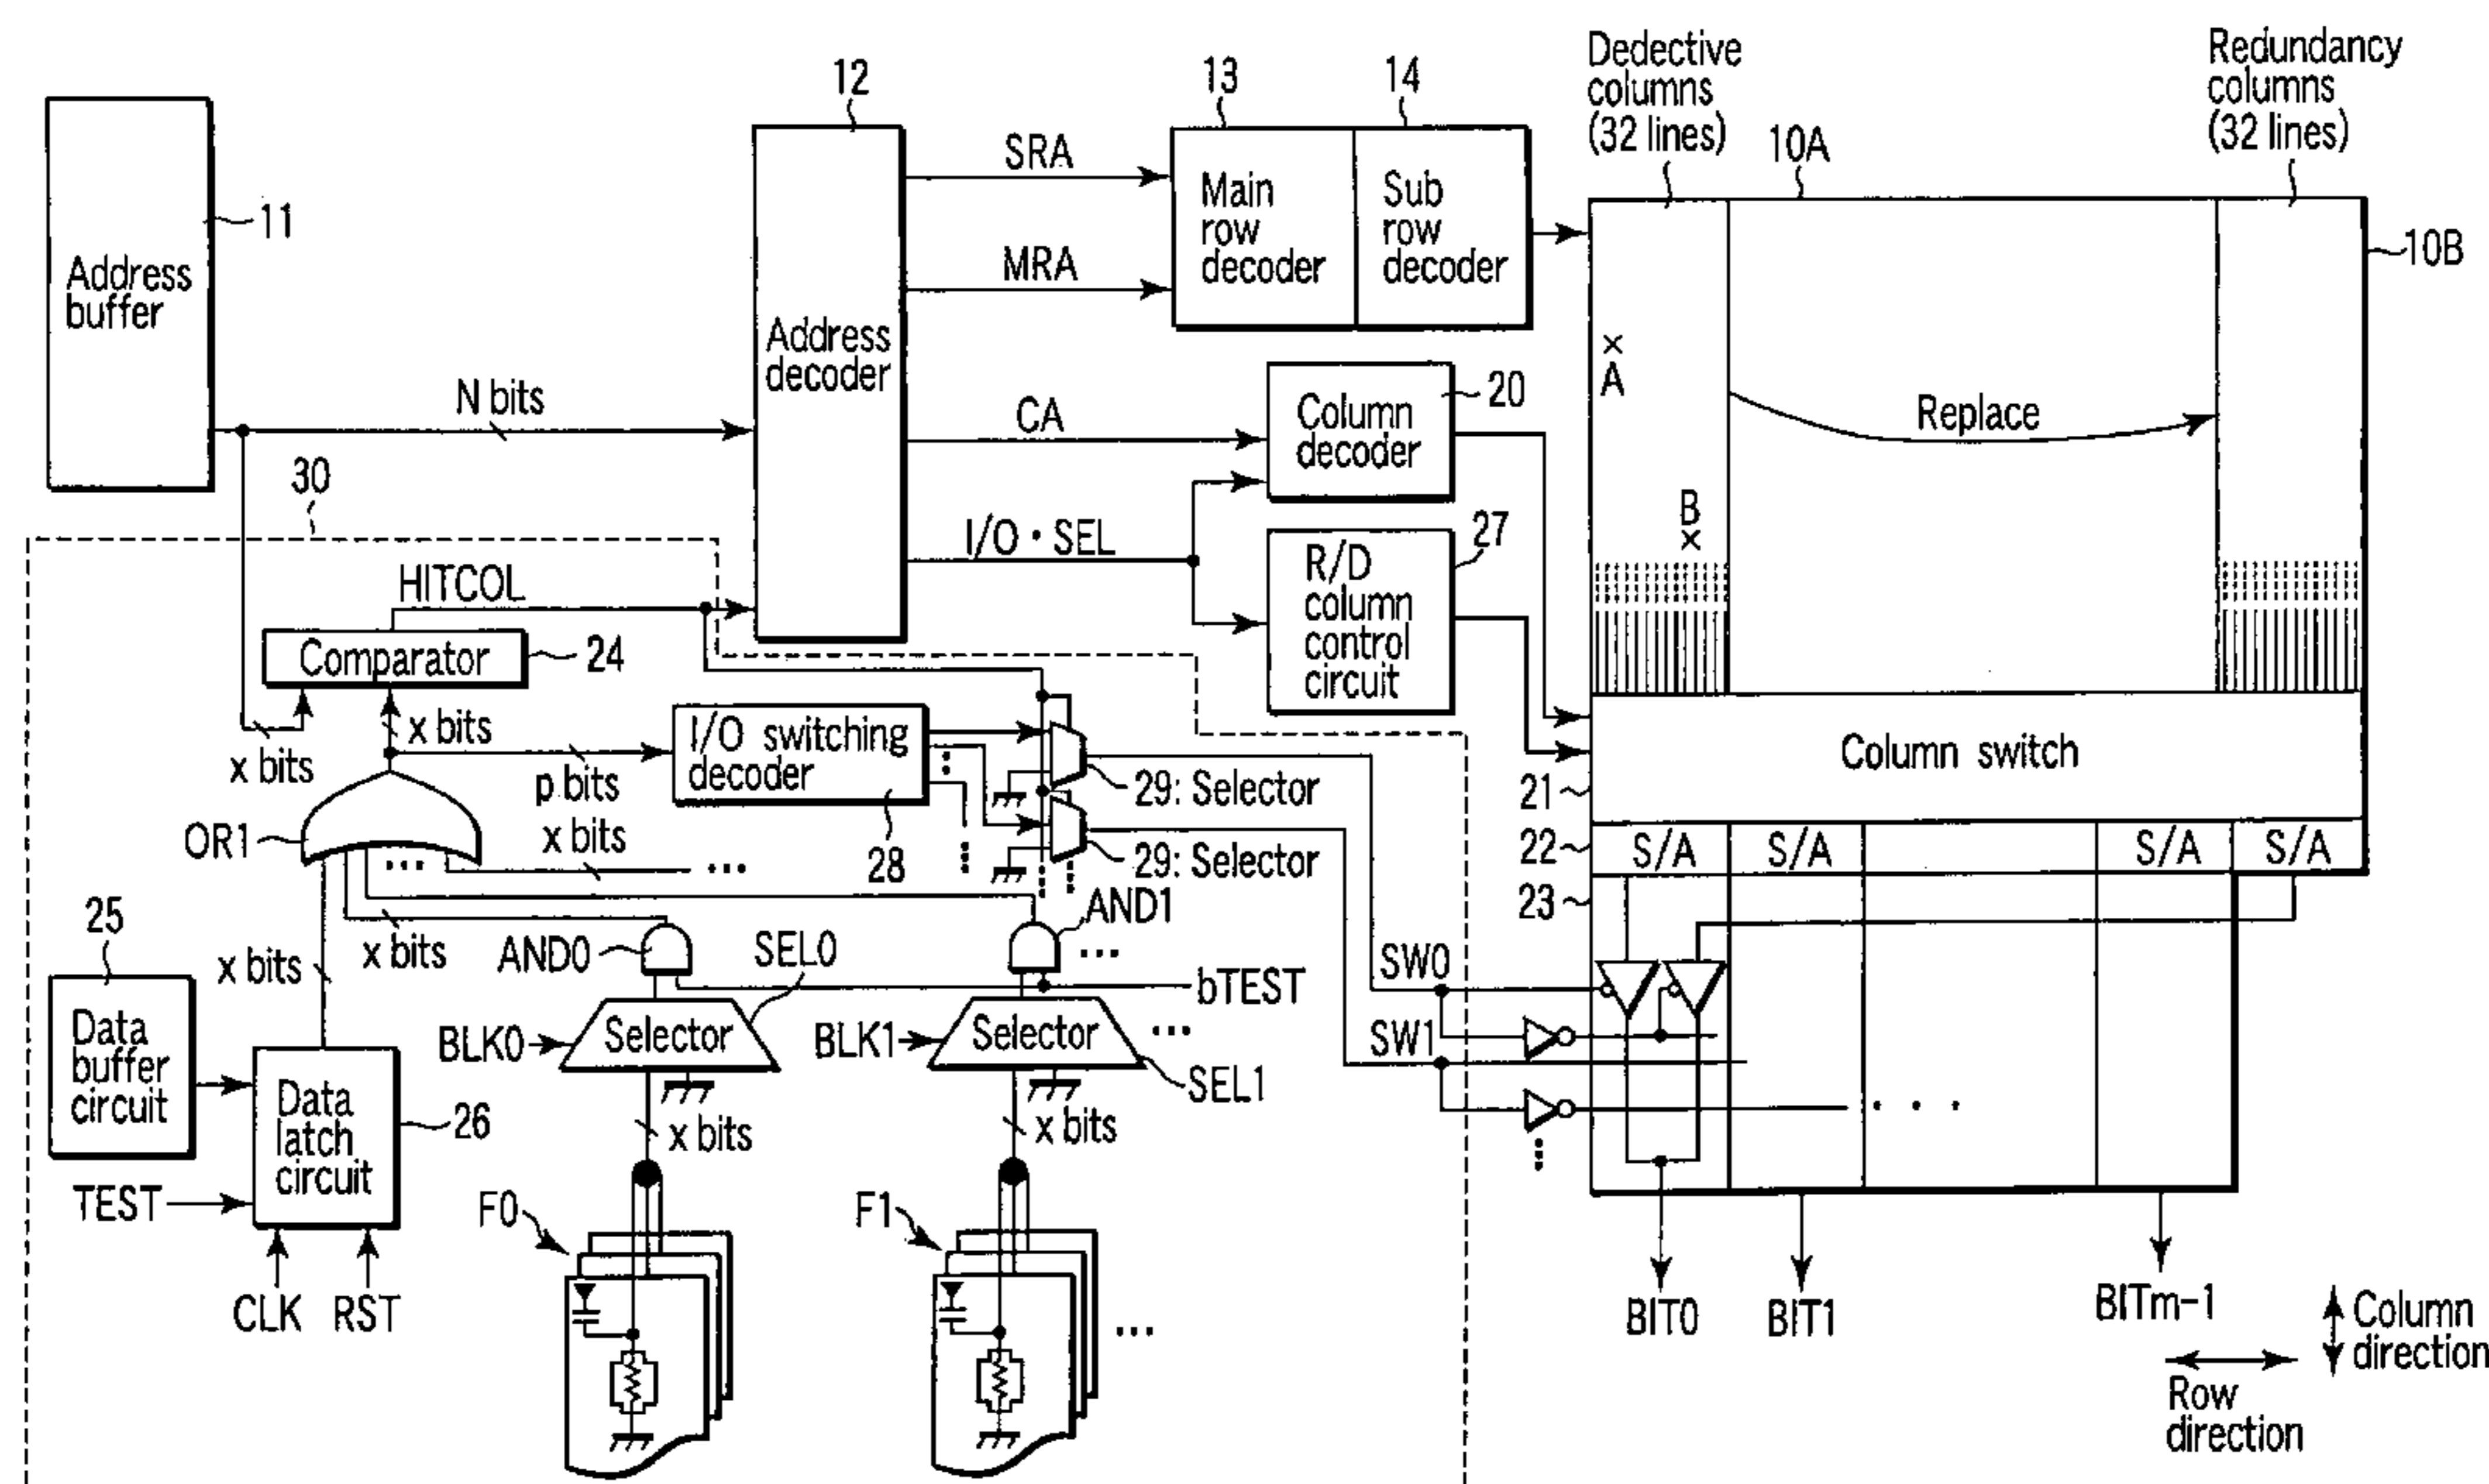 Dedective
columns
(32 lines)
Redundancy
columns
(32 lines)
12
13
14
10A
10B
11
Address
buffer
SRA
MRA
Main
row
decoder
Sub
row
decoder
Address
decoder
N bits
CA
Column
decoder
20
× A
Replace
30
I/O・SEL
27
R/D
column
control
circuit
B ×
HITCOL
Comparator
24
x bits
x bits
p bits
I/O switching
decoder
28
29: Selector
29: Selector
Column switch
21
22
S/A
S/A
S/A
S/A
23
OR1
...
x bits
...
25
x bits
x bits
AND0
SEL0
AND1
...
bTEST
SW0
SW1
Data
buffer
circuit
BLK0
Selector
BLK1
Selector
...
SEL1
Data
latch
circuit
26
x bits
x bits
TEST
F0
F1
CLK
RST
...
. . .
BIT0
BIT1
BITm-1
Column
direction
Row
direction